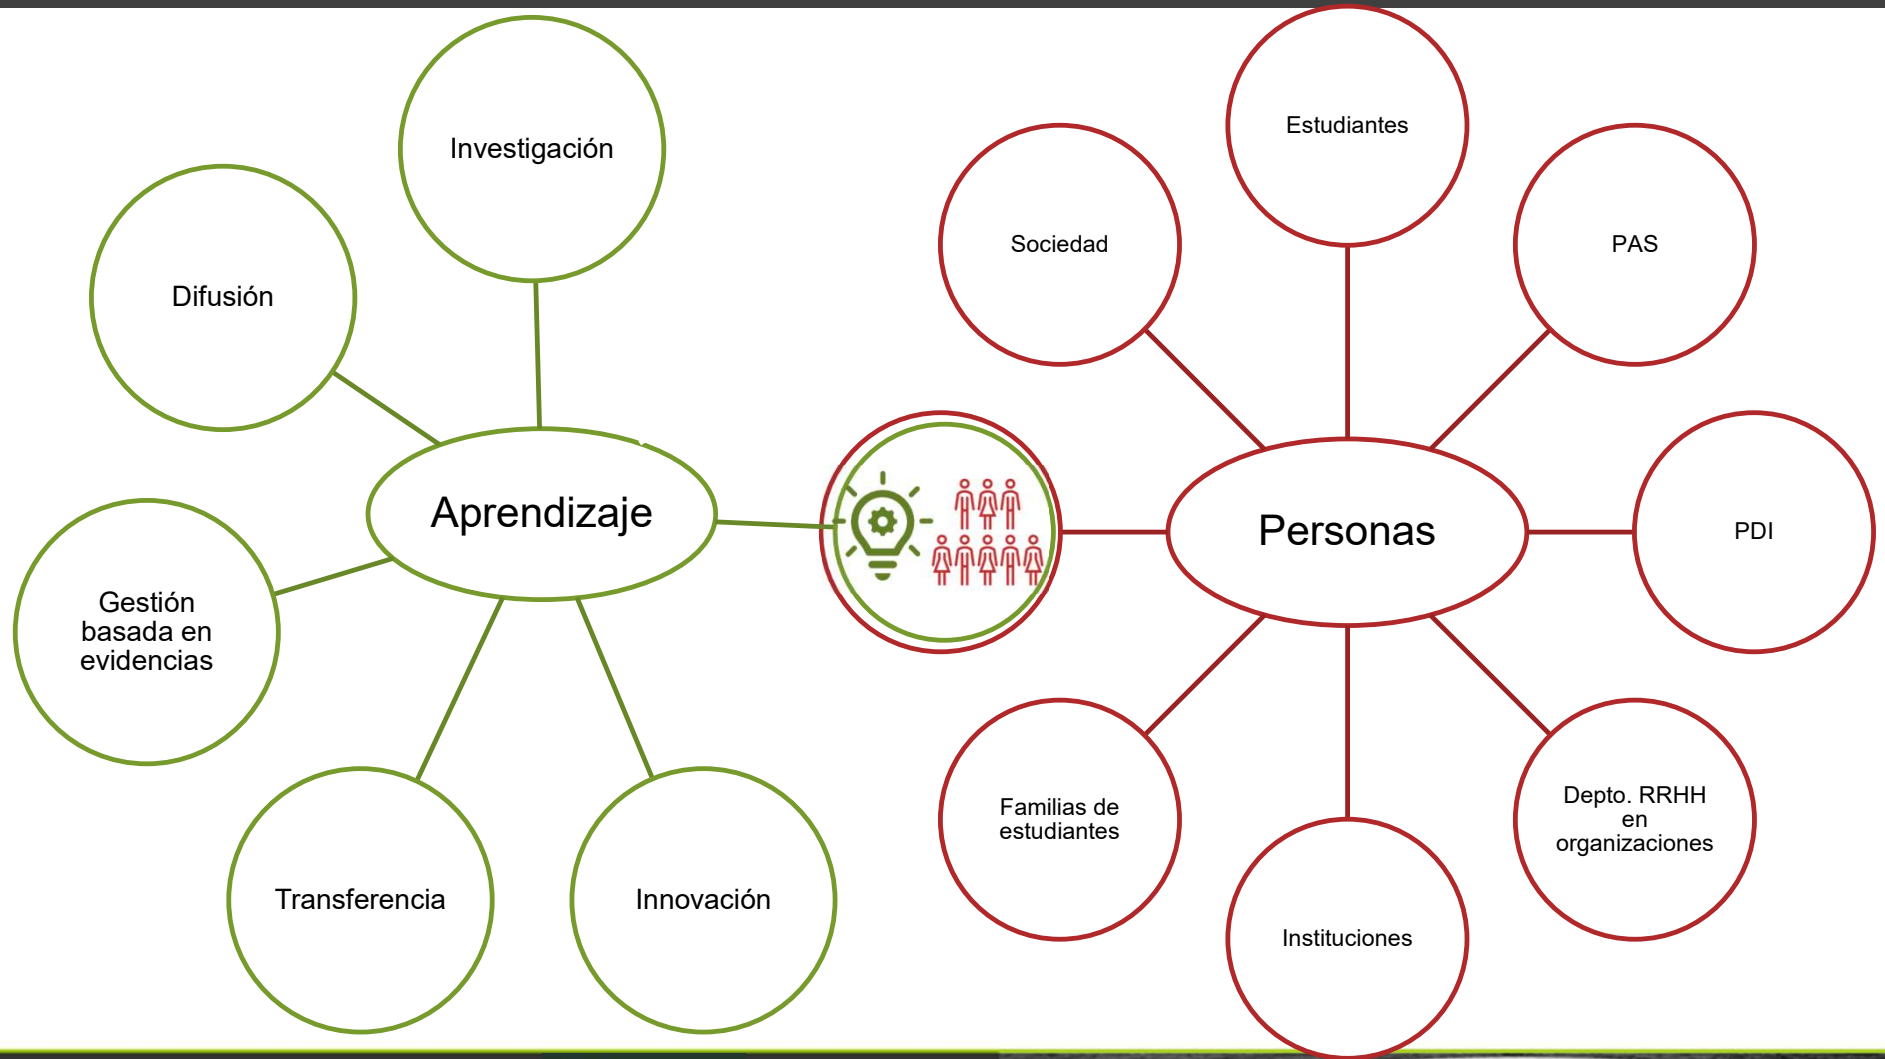 Investigación
Difusión
Aprendizaje
Gestión
basada en
evidencias
Transferencia
Innovación
Estudiantes
Sociedad
PAS
Personas
PDI
Familias de
estudiantes
Depto. RRHH
en
organizaciones
Instituciones